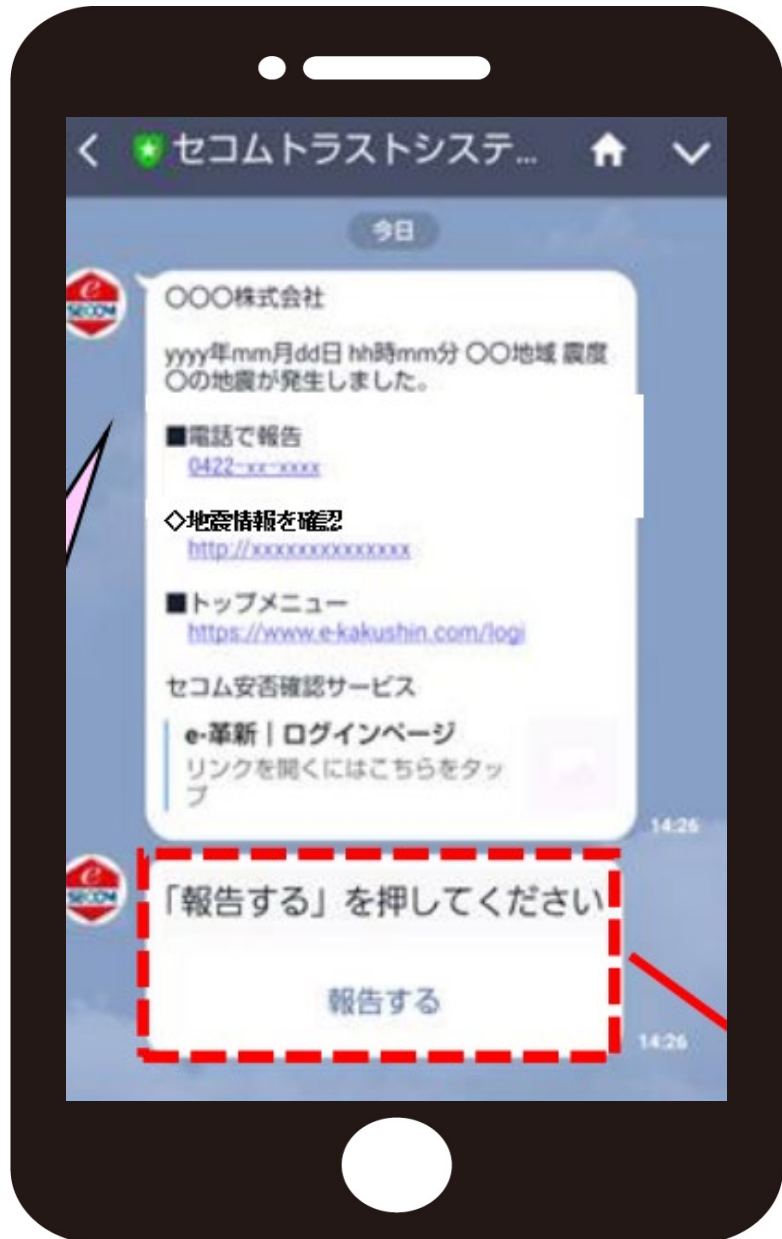 セコムトラストシステ...
今日
e
SECOM
〇〇〇株式会社
yyyy年mm月dd日 hh時mm分 〇〇地域 震度
〇の地震が発生しました。
■電話で報告
0422-xx-xxxx
◇地震情報を確認
http://xxxxxxxxxxxxxx
■トップメニュー
https://www.e-kakushin.com/logi
セコム安否確認サービス
e-革新 | ログインページ
リンクを開くにはこちらをタッ
プ
14:26
e
SECOM
「報告する」を押してください
報告する
14:26